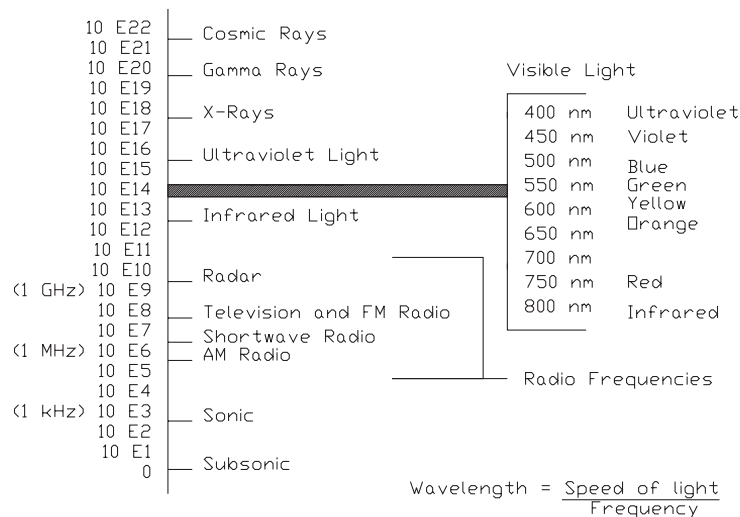 10 E22
Cosmic Rays
10 E21
10 E20
Gamma Rays
10 E19
10 E18
X-Rays
10 E17
10 E16
Ultraviolet Light
10 E15
10 E14
10 E13
Infrared Light
10 E12
10 E11
10 E10
Radar
(1 GHz) 10 E9
10 E8
Television and FM Radio
10 E7
Shortwave Radio
(1 MHz) 10 E6
AM Radio
10 E5
10 E4
(1 kHz) 10 E3
Sonic
10 E2
10 E1
0
Subsonic
Visible Light
400 nm Ultraviolet
450 nm Violet
500 nm Blue
550 nm Green
600 nm Yellow
650 nm Orange
700 nm
750 nm Red
800 nm Infrared
Radio Frequencies
Wavelength = Speed of light
Frequency